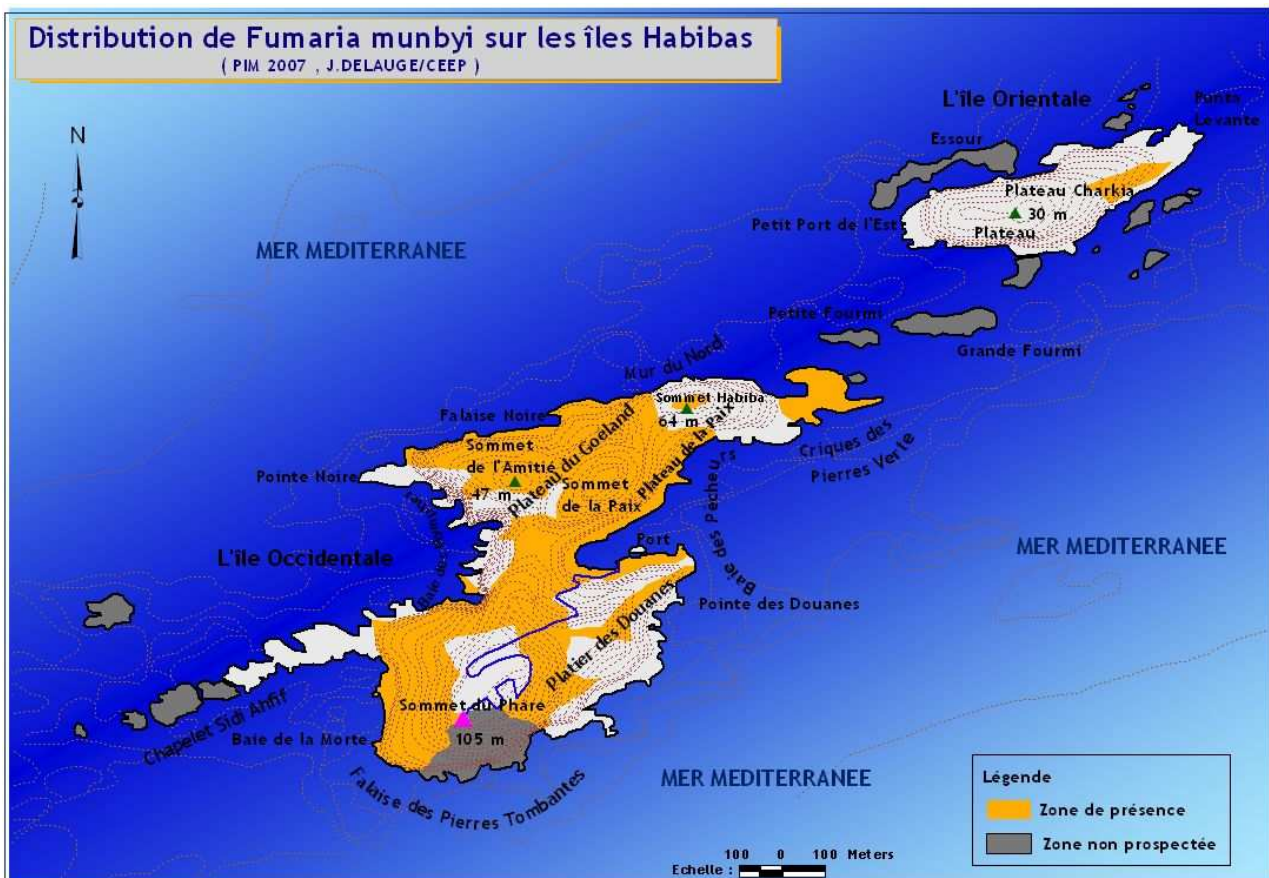 Distribution de Fumaria munbyi sur les îles Habibas
( PIM 2007 , J.DELAUGE/CEEP )
N
L'île Orientale
Punta
Levante
Essour
Plateau Charkia
30 m
Petit Port de l'Est
Plateau
MER MEDITERRANEE
Petite Fourmi
Grande Fourmi
Mur du Nord
Sommet Habiba
64 m
Falaise Noire
Plateau du Goeland
Plateau de la Paix
Criques des
Pierres Verte
Sommet
de l'Amitié
47 m
Pointe Noire
Sommet
de la Paix
Baie des Pêcheurs
Port
L'île Occidentale
Baie des
MER MEDITERRANEE
Pointe des Douanes
Platier des Douanes
Chapelet Sidi Ahfif
Sommet du Phare
105 m
Baie de la Morte
Falaise des Pierres Tombantes
MER MEDITERRANEE
Légende
Zone de présence
Zone non prospectée
100 0 100 Meters
Echelle :